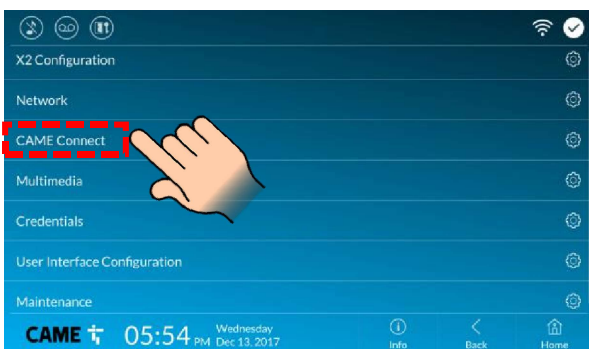 X2 Configuration
Network
CAME Connect
Multimedia
Credentials
User Interface Configuration
Maintenance
CAME 05:54 PM Wednesday
Dec 13, 2017
Info Back Home